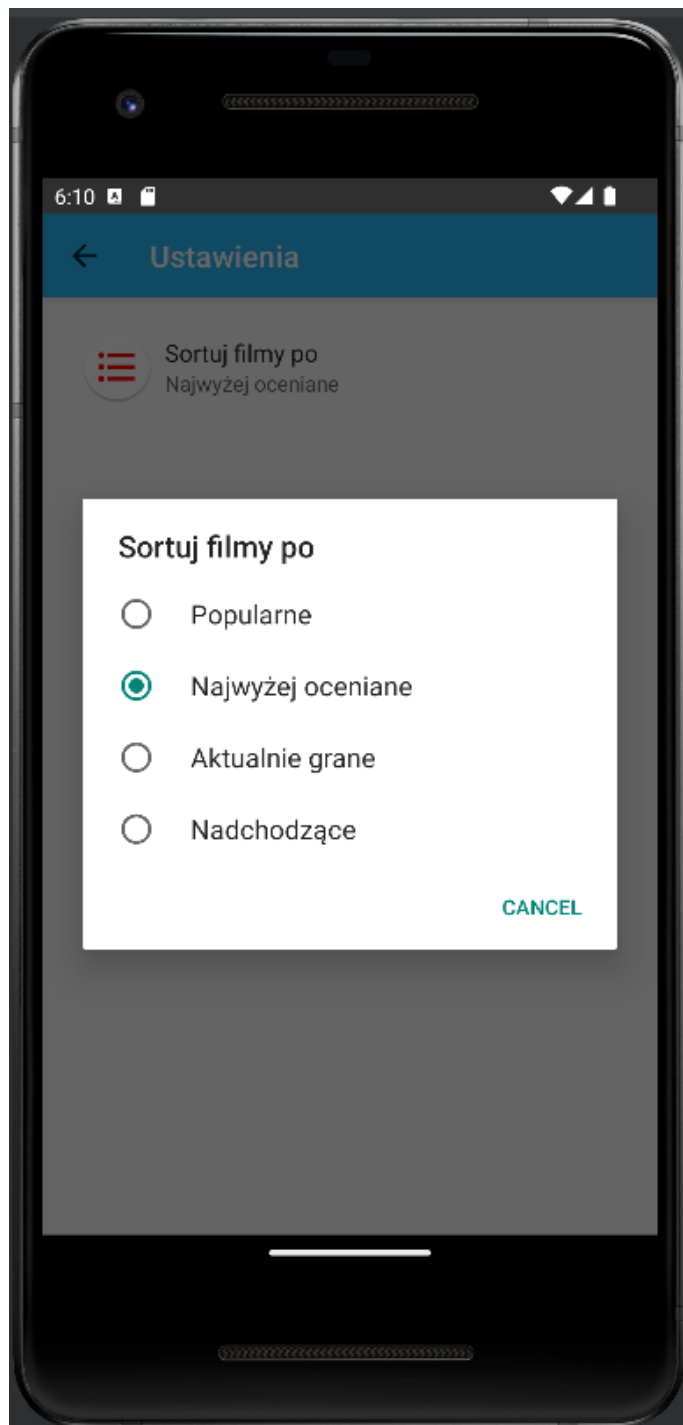 6:10
Ustawienia
Sortuj filmy po
Najwyżej oceniane
Sortuj filmy po
Popularne
Najwyżej oceniane
Aktualnie grane
Nadchodzące
CANCEL